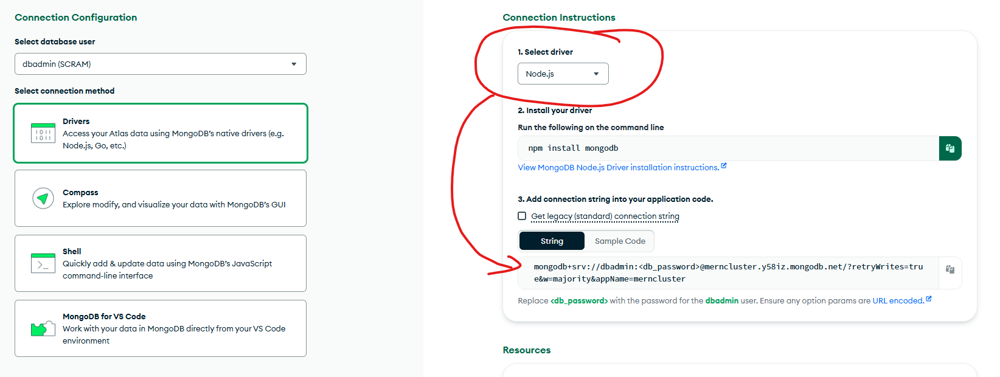 Connection Configuration
Select database user
dbadmin (SCRAM)
Select connection method
Drivers
Access your Atlas data using MongoDB's native drivers (e.g.
Node.js, Go, etc.)
Compass
Explore modify, and visualize your data with MongoDB's GUI
Shell
Quickly add & update data using MongoDB's JavaScript
command-line interface
MongoDB for VS Code
Work with your data in MongoDB directly from your VS Code
environment
Connection Instructions
1. Select driver
Node.js
2. Install your driver
Run the following on the command line
npm install mongodb
View MongoDB Node.js Driver installation instructions.
3. Add connection string into your application code.
Get legacy (standard) connection string
String
Sample Code
mongodb+srv://dbadmin:<db_password>@merncluster.y58iz.mongodb.net/?retryWrites=tru
e&w=majority&appName=merncluster
Replace <db_password> with the password for the dbadmin user. Ensure any option params are URL encoded.
Resources